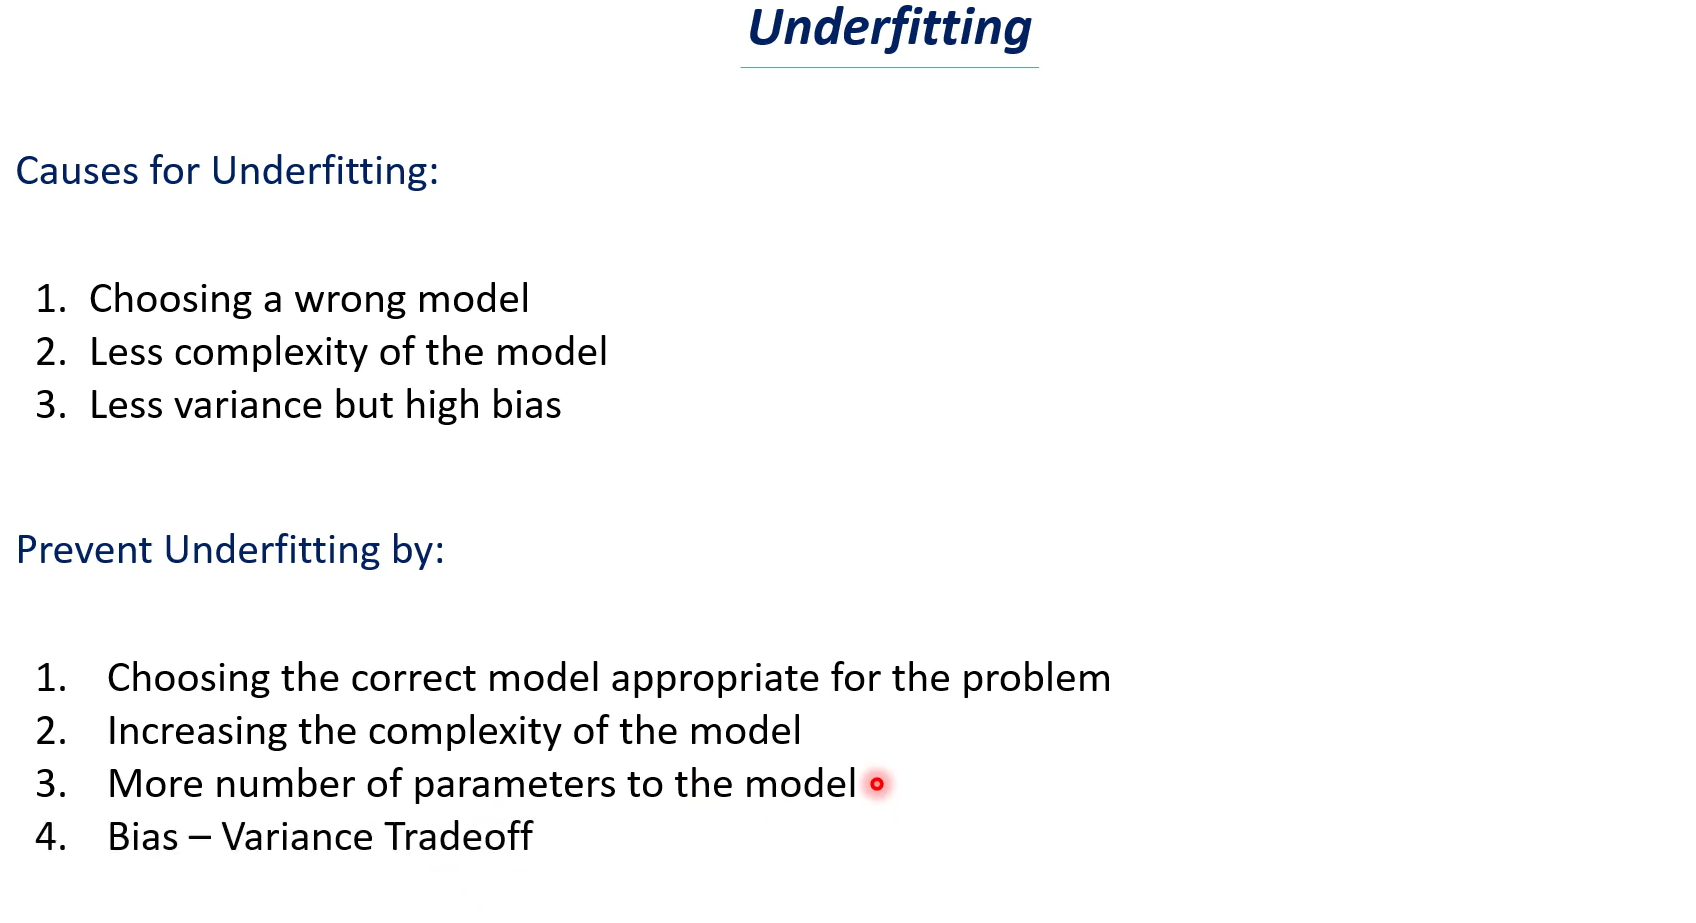 Underfitting
Causes for Underfitting:
1. Choosing a wrong model
2. Less complexity of the model
3. Less variance but high bias
Prevent Underfitting by:
1. Choosing the correct model appropriate for the problem
2. Increasing the complexity of the model
3. More number of parameters to the model
4. Bias – Variance Tradeoff